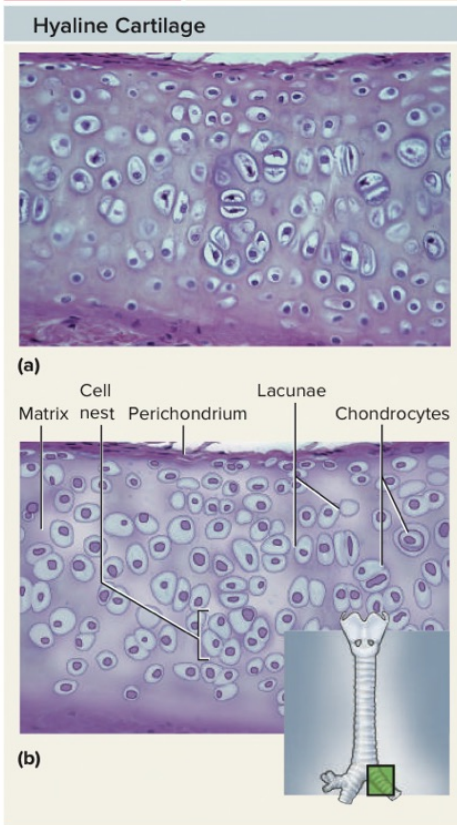 Hyaline Cartilage
(a)
Cell
Lacunae
Matrix nest Perichondrium Chondrocytes
(b)